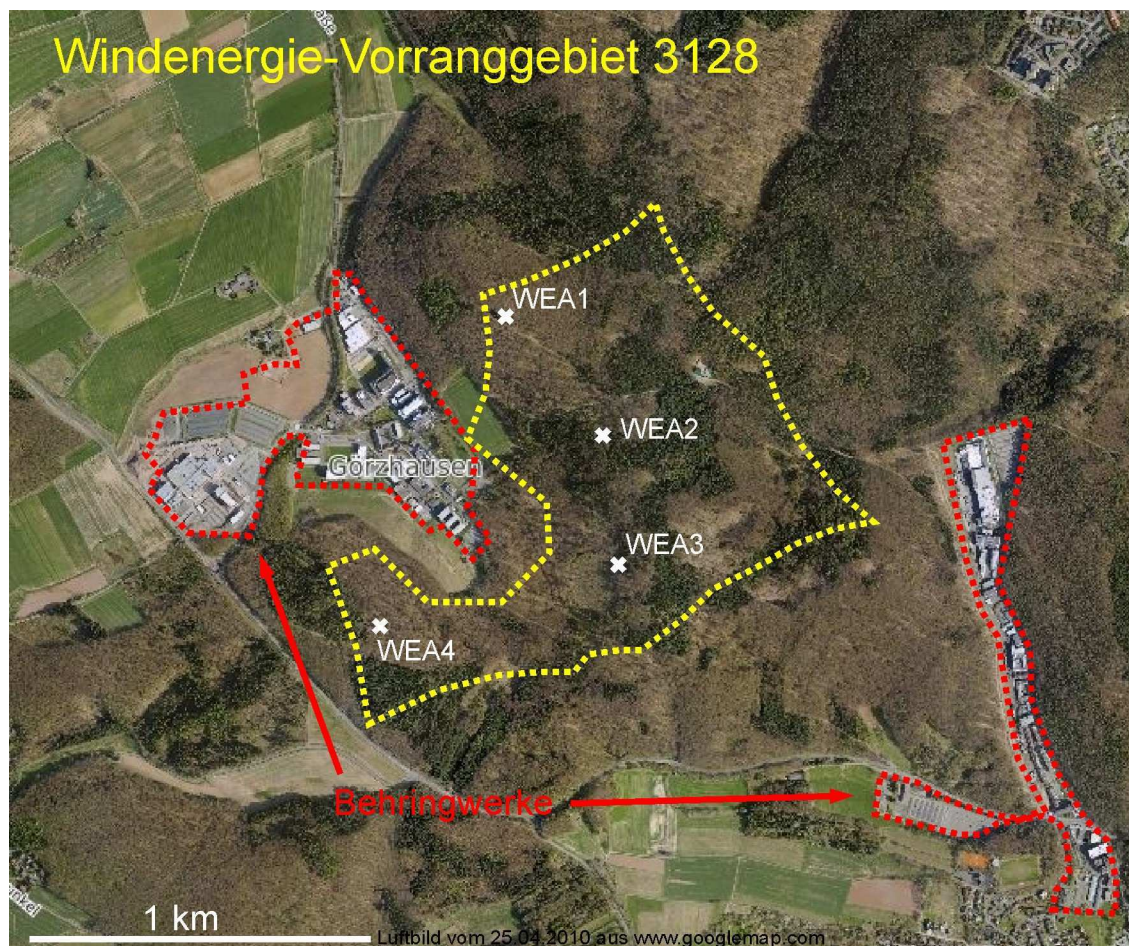 Windenergie-Vorranggebiet 3128
WEA1
WEA2
Görzhausen
WEA3
WEA4
Behringwerke
1 km
Luftbild vom 25.04.2010 aus www.googlemap.com